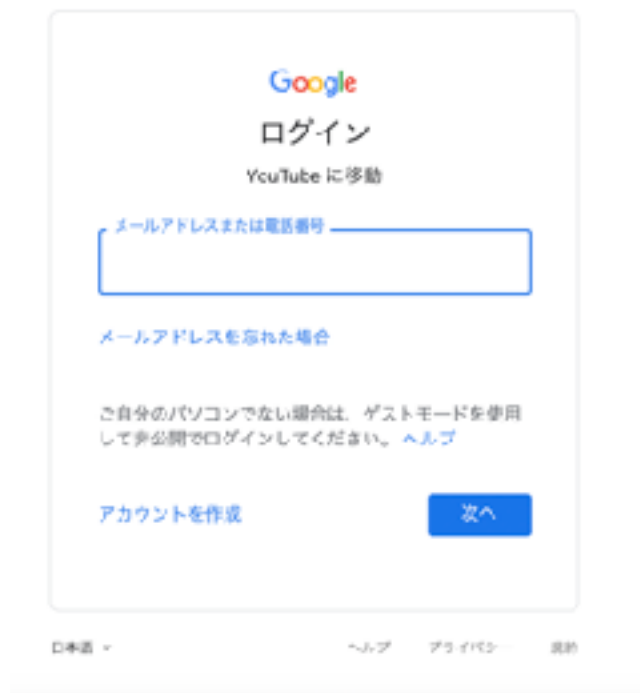 Google
ログイン
YouTube に移動
メールアドレスまたは電話番号
メールアドレスを忘れた場合
ご自分のパソコンでない場合は、ゲストモードを使用
して非公開でログインしてください。 ヘルプ
アカウントを作成
次へ
日本語
ヘルプ プライバシー 規約